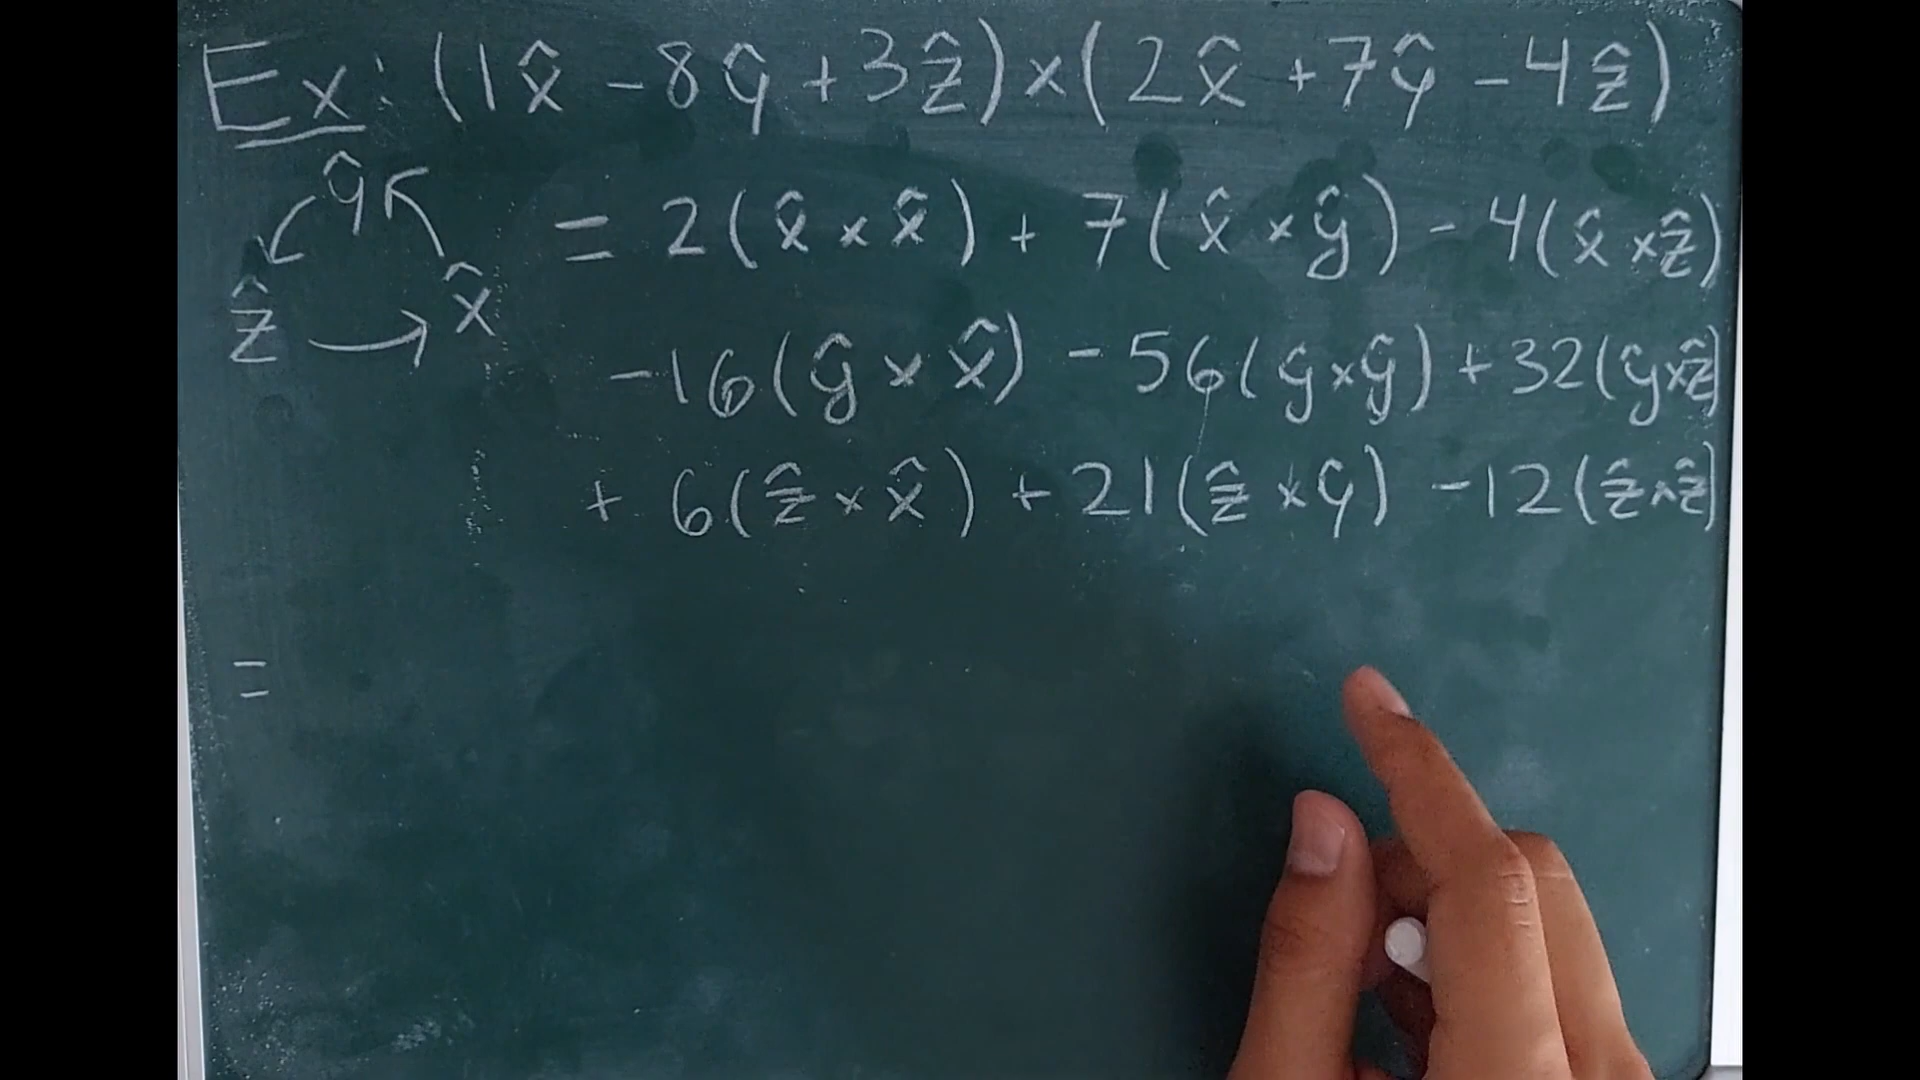 Ex: (1x̂ - 8ŷ + 3ẑ) × (2x̂ + 7ŷ - 4ẑ)
ŷ
ẑ → x̂
= 2(x̂ × x̂) + 7(x̂ × ŷ) - 4(x̂ × ẑ)
-16(ŷ × x̂) - 56(ŷ × ŷ) + 32(ŷ × ẑ)
+ 6(ẑ × x̂) + 21(ẑ × ŷ) - 12(ẑ × ẑ)
=